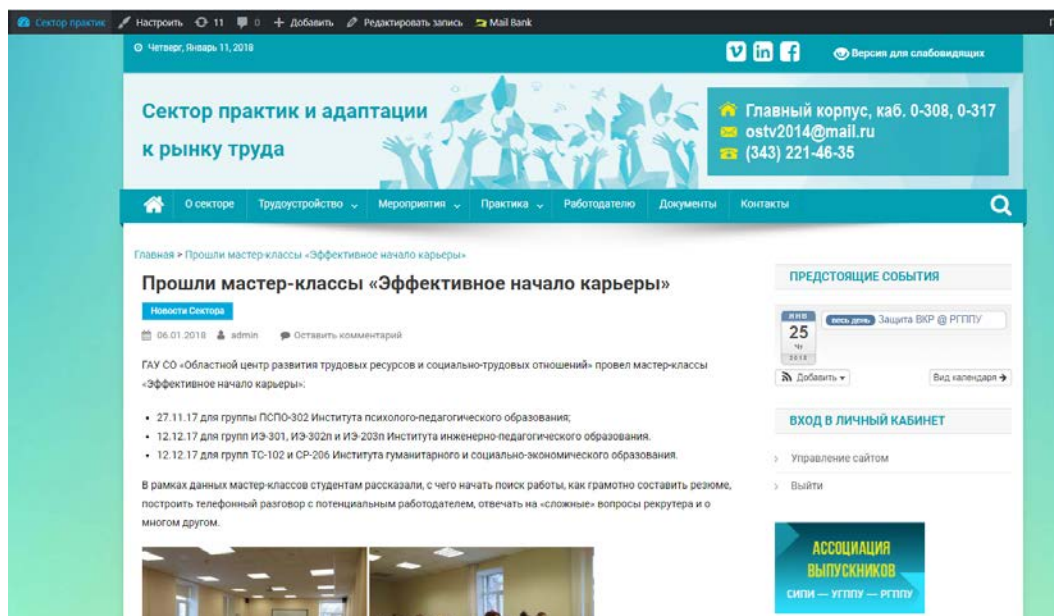 Сектор практик Настроить 11 0 Добавить Редактировать запись Mail Bank
Четверг, Январь 11, 2018
Версия для слабовидящих
Сектор практик и адаптации
к рынку труда
Главный корпус, каб. 0-308, 0-317
ostv2014@mail.ru
(343) 221-46-35
О секторе Трудоустройство Мероприятия Практика Работодателю Документы Контакты
Главная > Прошли мастер-классы «Эффективное начало карьеры»
Прошли мастер-классы «Эффективное начало карьеры»
Новости Сектора
06.01.2018 admin Оставить комментарий
ГАУ СО «Областной центр развития трудовых ресурсов и социально-трудовых отношений» провел мастер-классы
«Эффективное начало карьеры»:
• 27.11.17 для группы ПСПО-302 Института психолого-педагогического образования;
• 12.12.17 для групп ИЭ-301, ИЭ-302п и ИЭ-203п Института инженерно-педагогического образования.
• 12.12.17 для групп ТС-102 и СР-206 Института гуманитарного и социально-экономического образования.
В рамках данных мастер-классов студентам рассказали, с чего начать поиск работы, как грамотно составить резюме,
построить телефонный разговор с потенциальным работодателем, отвечать на «сложные» вопросы рекрутера и о
многом другом.
ПРЕДСТОЯЩИЕ СОБЫТИЯ
ЯНВ
25
Чт
2018
весь день Защита ВКР @ РГППУ
Добавить
Вид календаря
ВХОД В ЛИЧНЫЙ КАБИНЕТ
Управление сайтом
Выйти
АССОЦИАЦИЯ
ВЫПУСКНИКОВ
СИПИ — УГППУ — РГППУ